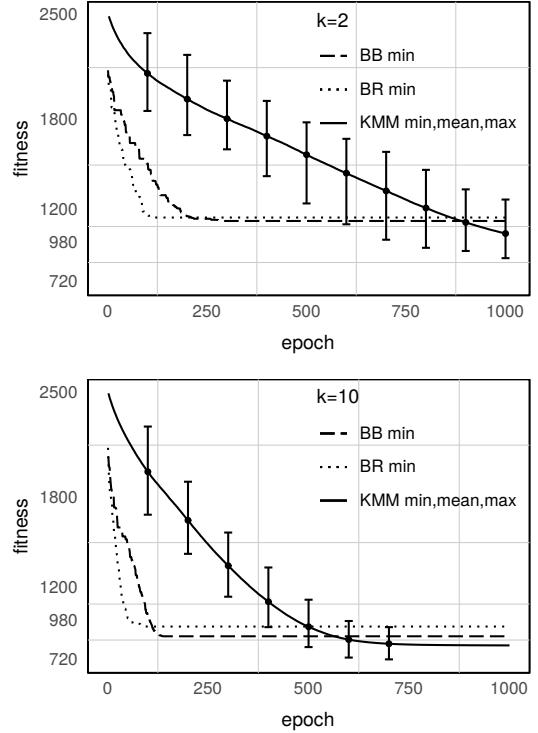 2500
k=2
BB min
BR min
1800
KMM min,mean,max
fitness
1200
980
720
0 250 500 750 1000
epoch
2500
k=10
BB min
BR min
1800
KMM min,mean,max
fitness
1200
980
720
0 250 500 750 1000
epoch